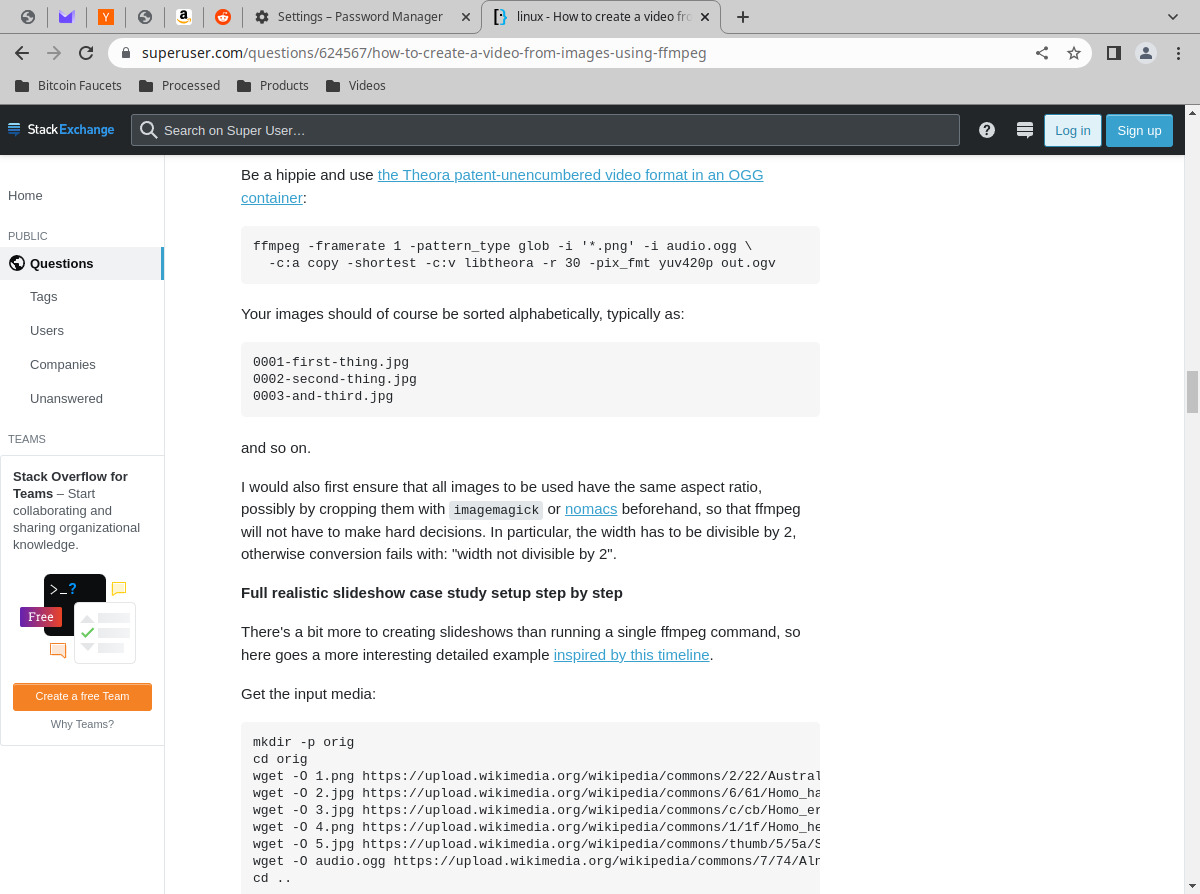 Settings – Password Manager
linux - How to create a video fro
superuser.com/questions/624567/how-to-create-a-video-from-images-using-ffmpeg
Bitcoin Faucets
Processed
Products
Videos
StackExchange
Search on Super User…
Log in
Sign up
Home
PUBLIC
Questions
Tags
Users
Companies
Unanswered
TEAMS
Stack Overflow for
Teams – Start
collaborating and
sharing organizational
knowledge.
>_?
Free
Create a free Team
Why Teams?
Be a hippie and use the Theora patent-unencumbered video format in an OGG
container:
ffmpeg -framerate 1 -pattern_type glob -i '*.png' -i audio.ogg \
-c:a copy -shortest -c:v libtheora -r 30 -pix_fmt yuv420p out.ogv
Your images should of course be sorted alphabetically, typically as:
0001-first-thing.jpg
0002-second-thing.jpg
0003-and-third.jpg
and so on.
I would also first ensure that all images to be used have the same aspect ratio,
possibly by cropping them with imagemagick or nomacs beforehand, so that ffmpeg
will not have to make hard decisions. In particular, the width has to be divisible by 2,
otherwise conversion fails with: "width not divisible by 2".
Full realistic slideshow case study setup step by step
There's a bit more to creating slideshows than running a single ffmpeg command, so
here goes a more interesting detailed example inspired by this timeline.
Get the input media:
mkdir -p orig
cd orig
wget -O 1.png https://upload.wikimedia.org/wikipedia/commons/2/22/Austral
wget -O 2.jpg https://upload.wikimedia.org/wikipedia/commons/6/61/Homo_ha
wget -O 3.jpg https://upload.wikimedia.org/wikipedia/commons/c/cb/Homo_er
wget -O 4.png https://upload.wikimedia.org/wikipedia/commons/1/1f/Homo_he
wget -O 5.jpg https://upload.wikimedia.org/wikipedia/commons/thumb/5/5a/S
wget -O audio.ogg https://upload.wikimedia.org/wikipedia/commons/7/74/Aln
cd ..